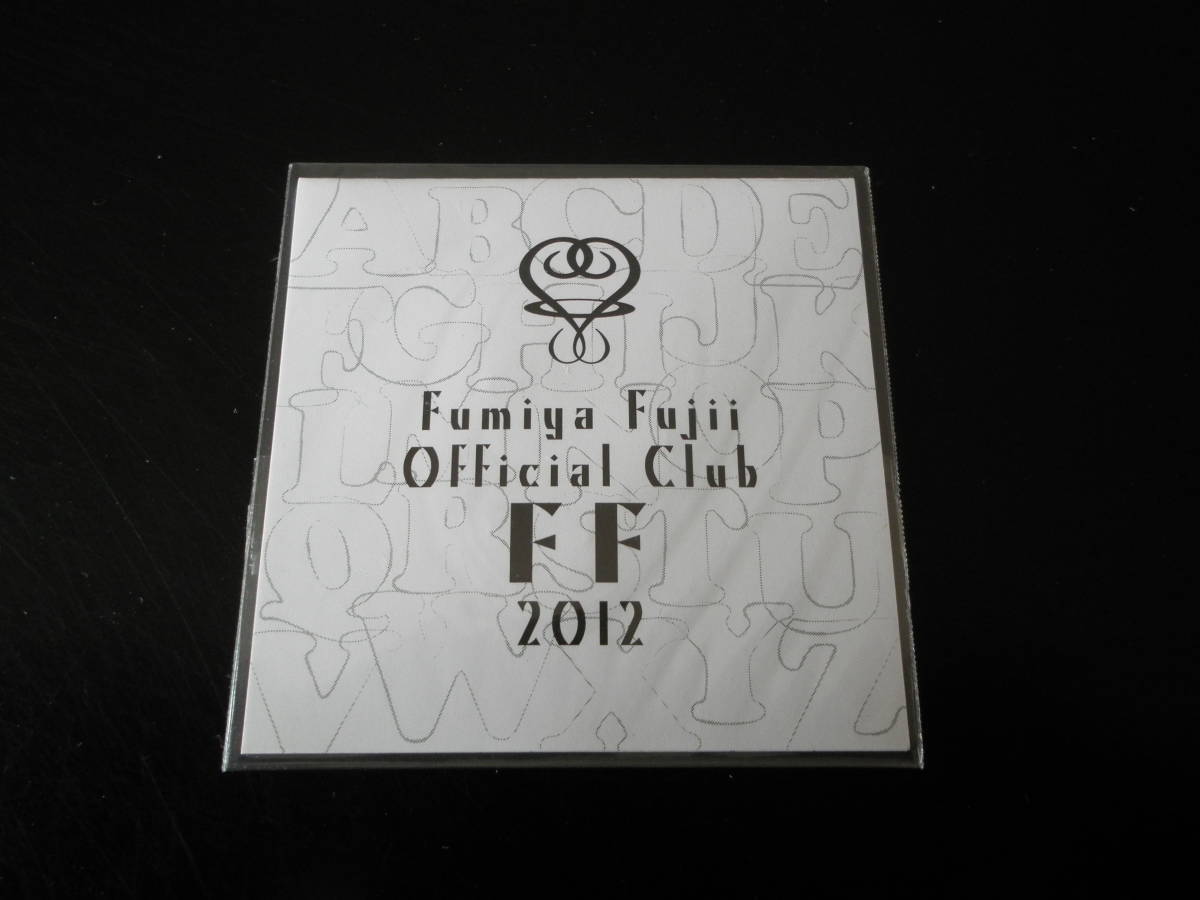 A B C D E
F G H I J K
L M N O P
Q R S T U
V W X Y Z
Fumiya Fujii
Official Club
FF
2012